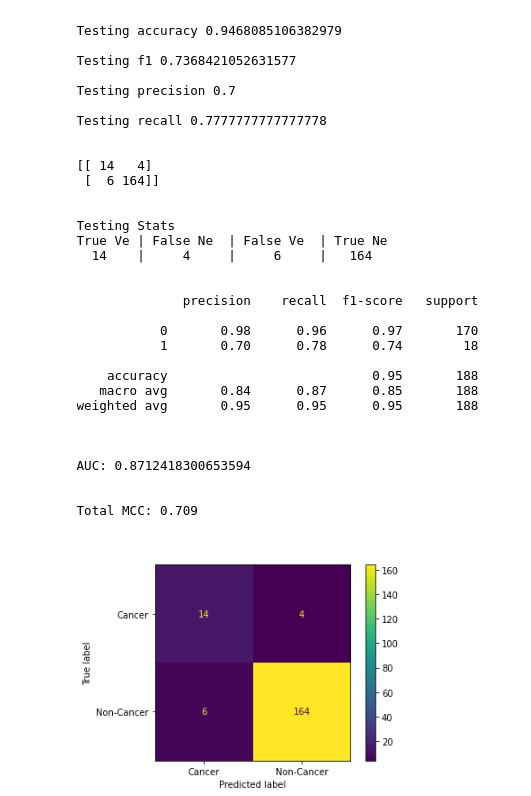 Testing accuracy 0.9468085106382979
Testing f1 0.7368421052631577
Testing precision 0.7
Testing recall 0.7777777777777778
[[ 14   4]
 [  6 164]]
Testing Stats
True Ve | False Ne  | False Ve  | True Ne
  14    |      4     |     6     |   164
precision    recall  f1-score   support
0       0.98      0.96      0.97       170
1       0.70      0.78      0.74        18
accuracy                           0.95       188
macro avg       0.84      0.87      0.85       188
weighted avg       0.95      0.95      0.95       188
AUC: 0.8712418300653594
Total MCC: 0.709
160
140
120
100
80
60
40
20
True label
Cancer 14 4
Non-Cancer 6 164
Cancer Non-Cancer
Predicted label